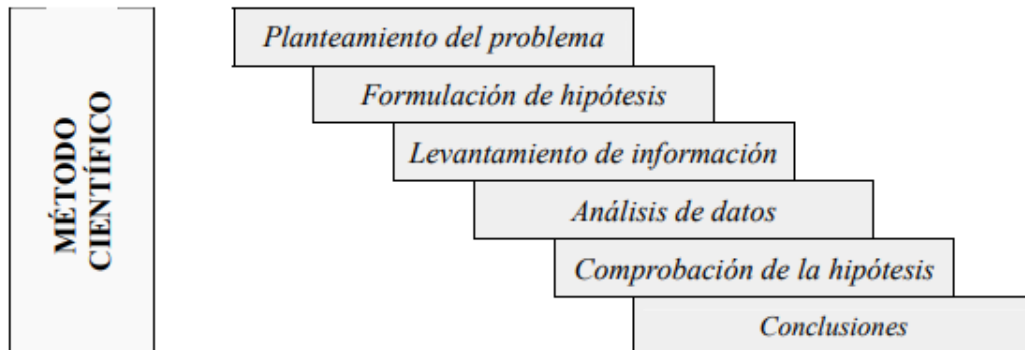 MÉTODO
CIENTÍFICO
Planteamiento del problema
Formulación de hipótesis
Levantamiento de información
Análisis de datos
Comprobación de la hipótesis
Conclusiones